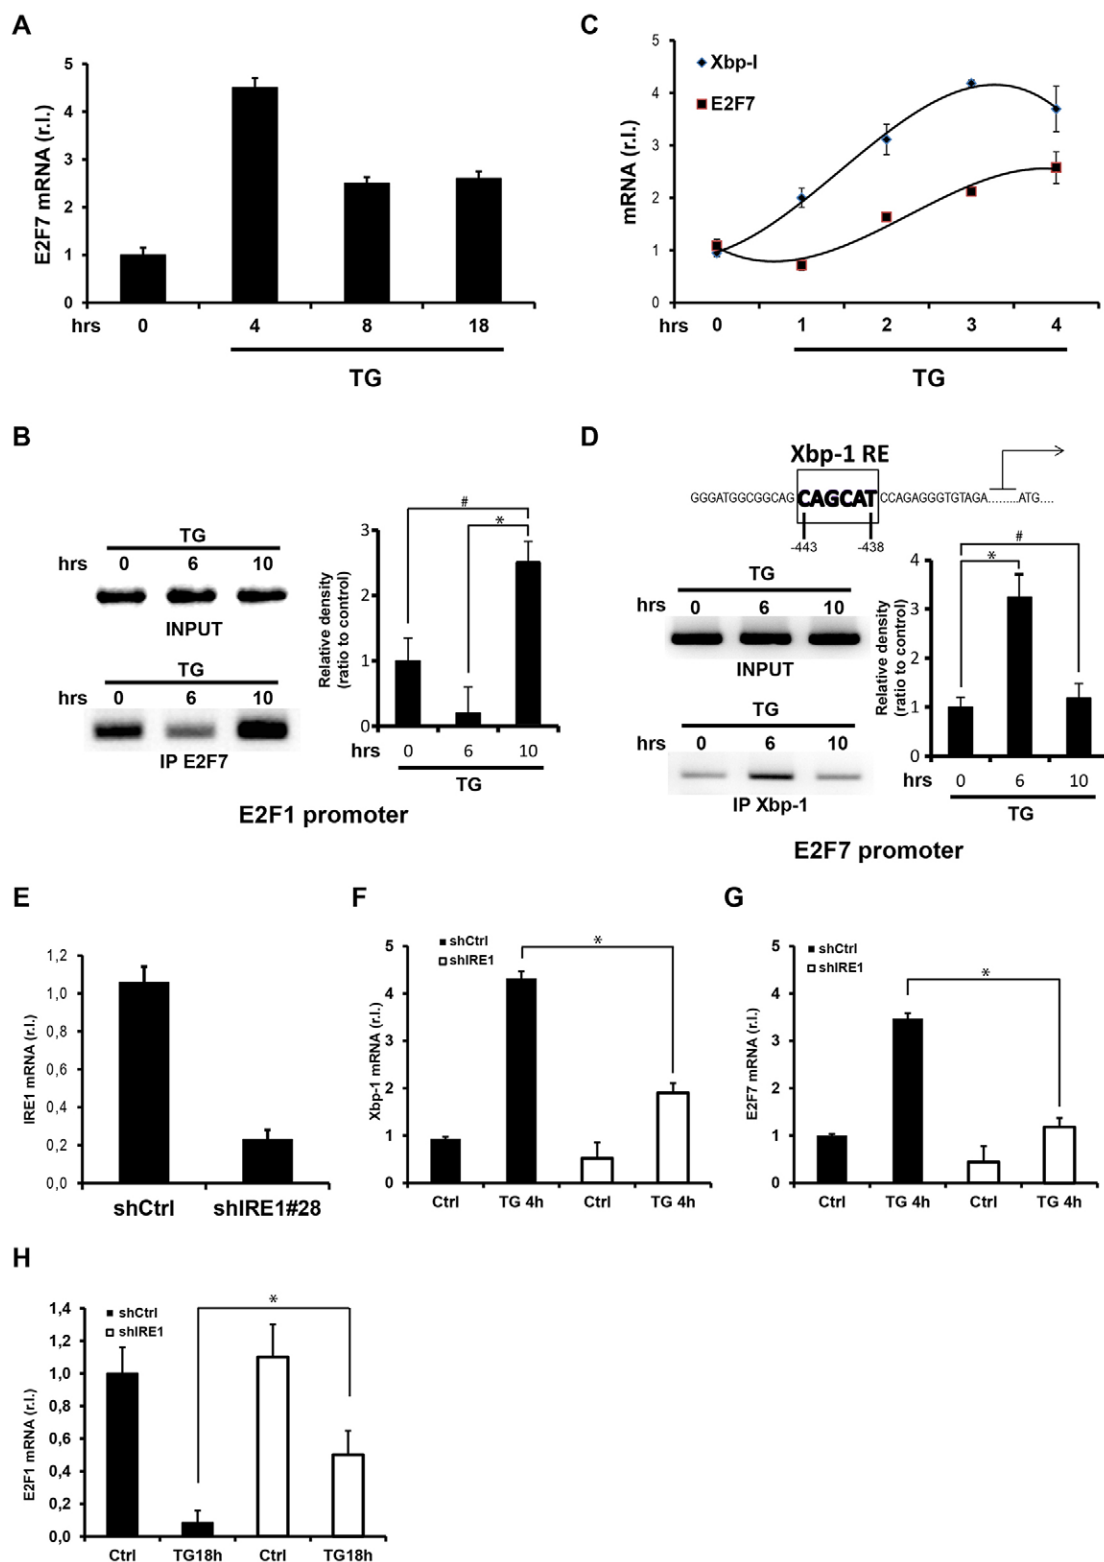 A
E2F7 mRNA (r.l.)
5
4
3
2
1
0
hrs 0 4 8 18
TG
C
mRNA (r.l.)
5
4
3
2
1
0
Xbp-I
E2F7
hrs 0 1 2 3 4
TG
B
TG
hrs 0 6 10
INPUT
TG
hrs 0 6 10
IP E2F7
Relative density
(ratio to control)
3
2
1
0
#
*
hrs 0 6 10
TG
E2F1 promoter
D
Xbp-1 RE
GGGATGGCGGCAG CAGCAT CCAGAGGGTGTAGA.........ATG....
-443 -438
TG
hrs 0 6 10
INPUT
TG
hrs 0 6 10
IP Xbp-1
Relative density
(ratio to control)
4
3
2
1
0
#
*
hrs 0 6 10
TG
E2F7 promoter
E
IRE1 mRNA (r.l.)
1,2
1,0
0,8
0,6
0,4
0,2
0,0
shCtrl shIRE1#28
F
Xbp-1 mRNA (r.l.)
5
4
3
2
1
0
shCtrl
shIRE1
*
Ctrl TG 4h Ctrl TG 4h
G
E2F7 mRNA (r.l.)
5
4
3
2
1
0
shCtrl
shIRE1
*
Ctrl TG 4h Ctrl TG 4h
H
E2F1 mRNA (r.l.)
1,4
1,2
1,0
0,8
0,6
0,4
0,2
0,0
shCtrl
shIRE1
*
Ctrl TG18h Ctrl TG18h